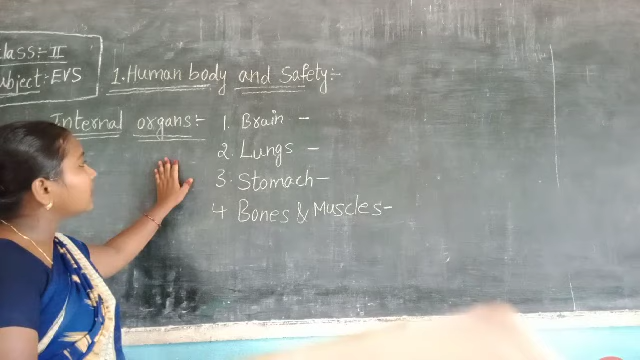 class:- II
ubject:- EVS
1. Human body and Safety:-
Internal organs:-
1. Brain -
2. Lungs -
3. Stomach-
4 Bones & Muscles-